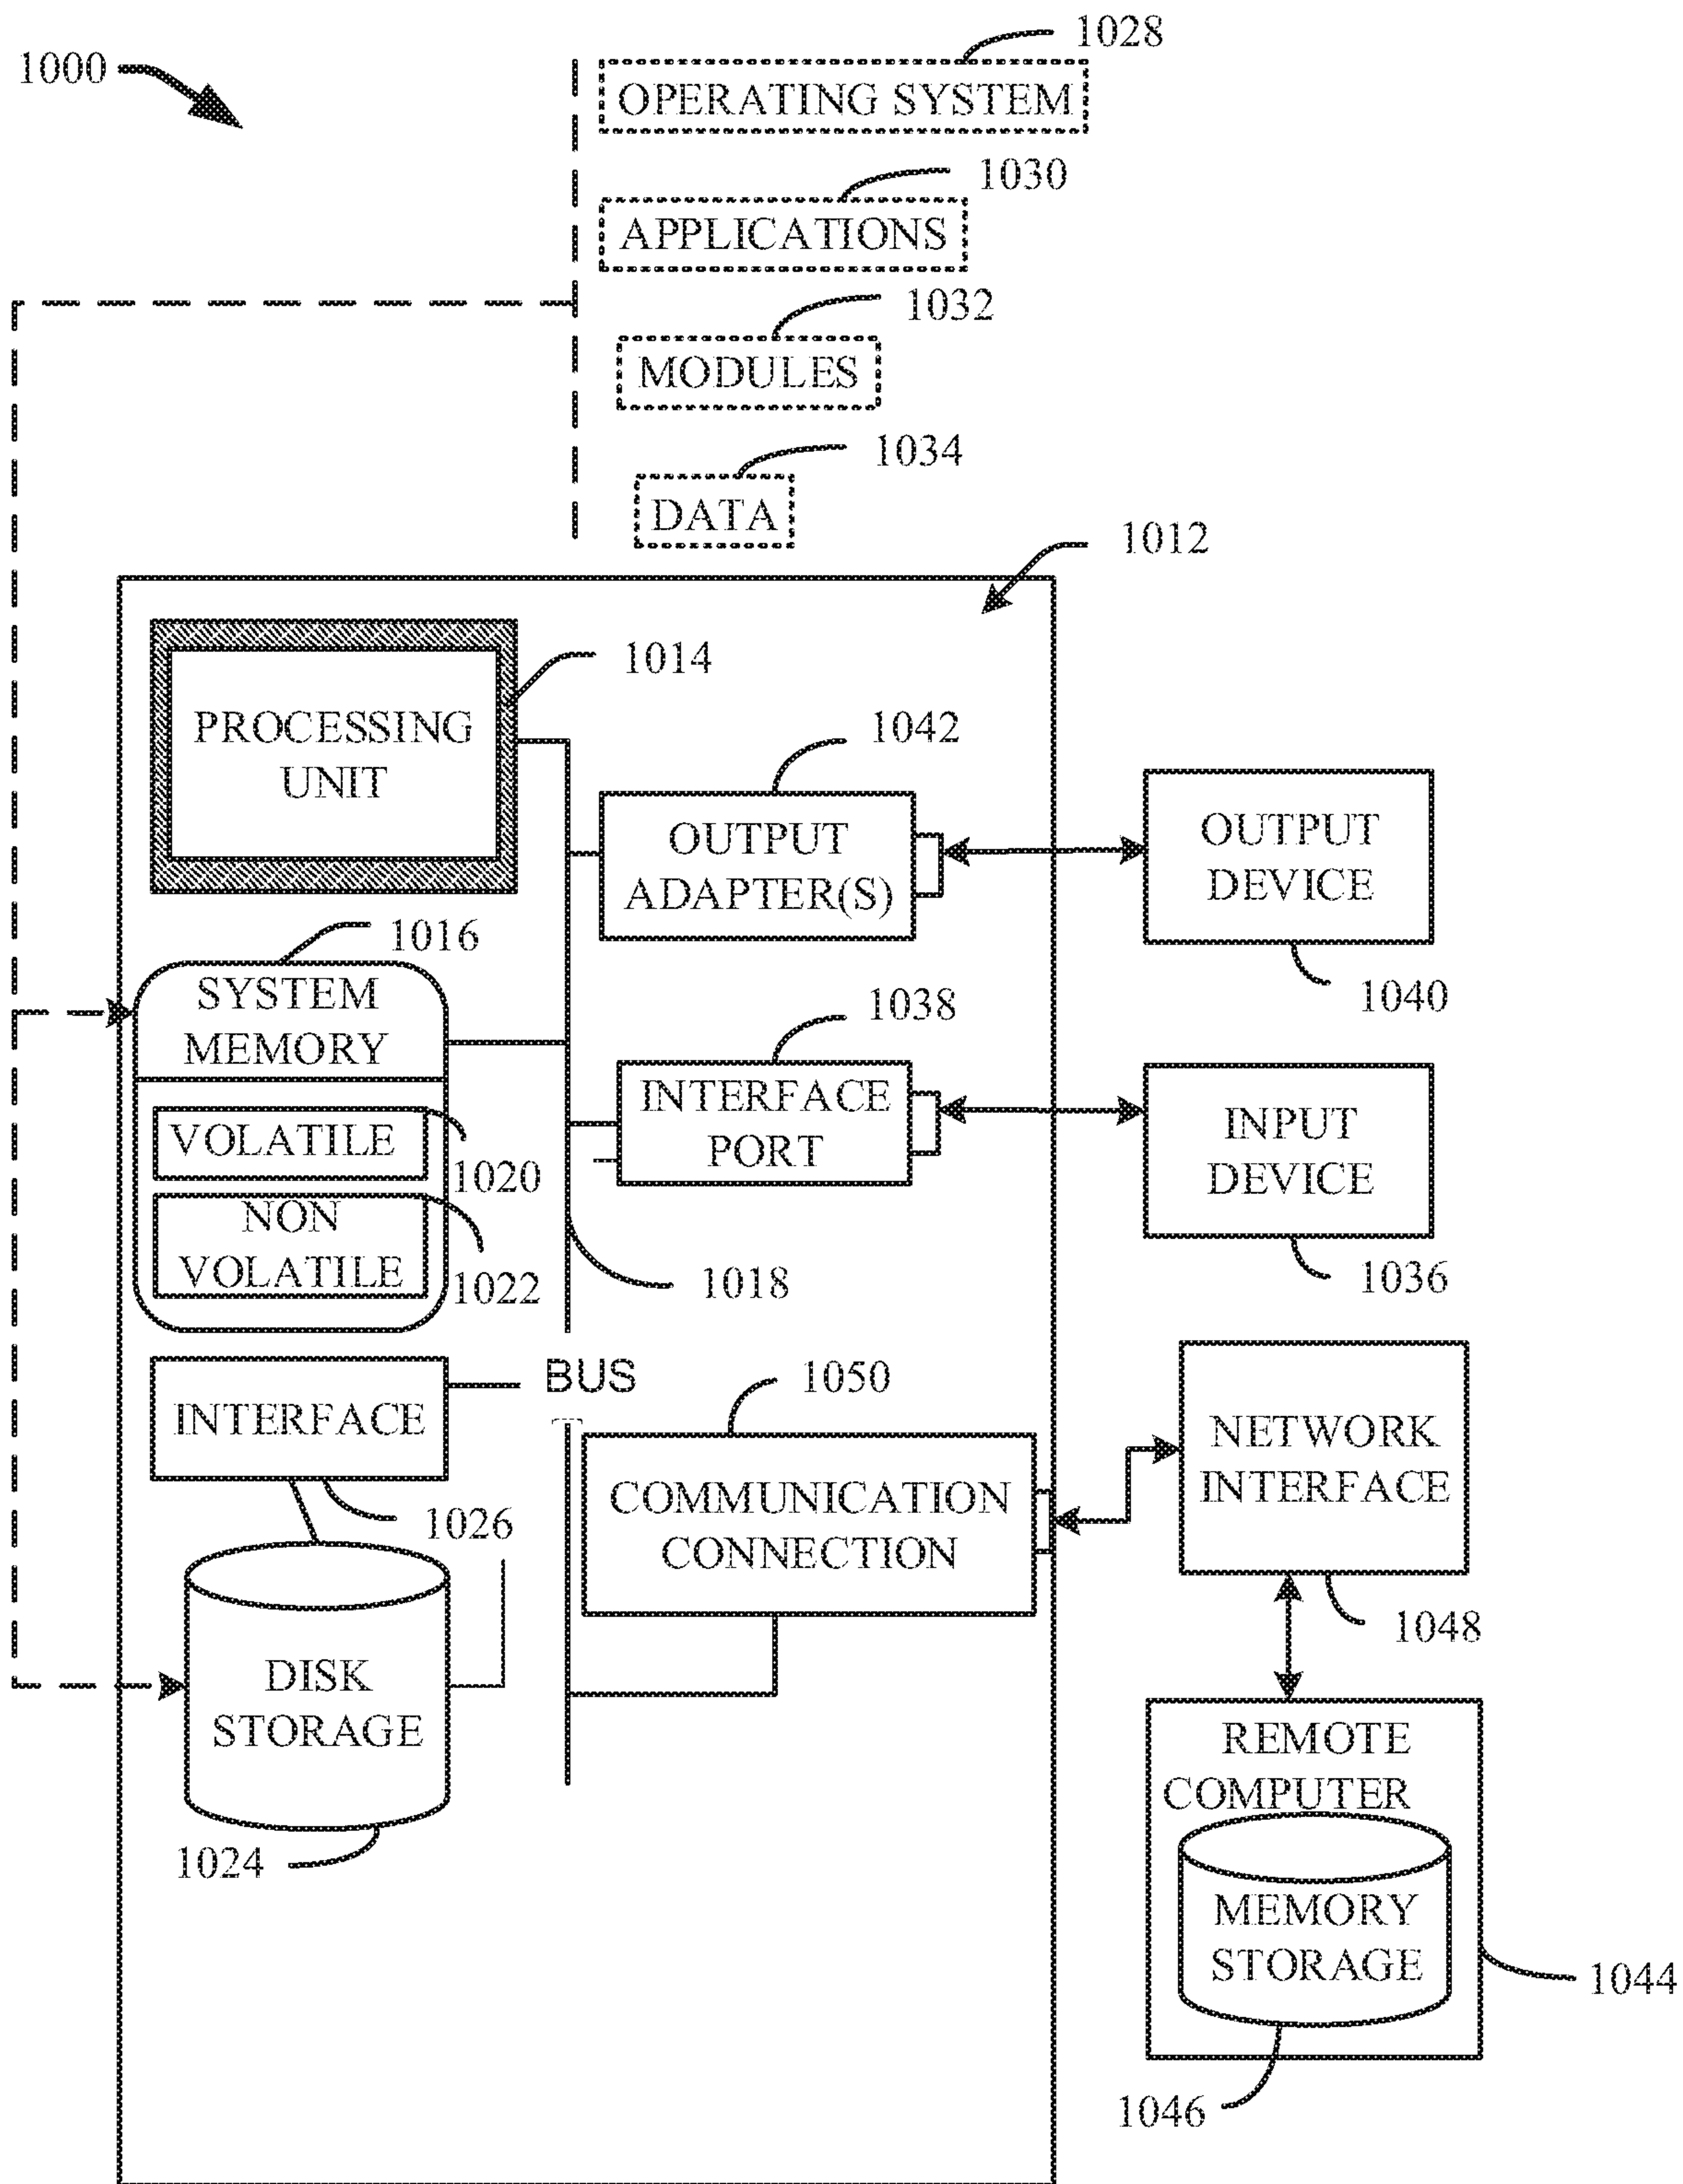 1028
1000
OPERATING SYSTEM
1030
APPLICATIONS
1032
MODULES
1034
DATA
1012
1014
PROCESSING
UNIT
1042
OUTPUT
ADAPTER(S)
OUTPUT
DEVICE
1016
1040
SYSTEM
MEMORY
1038
INTERFACE
PORT
INPUT
DEVICE
VOLATILE
1020
NON
VOLATILE
1022
1018
1036
BUS
1050
INTERFACE
NETWORK
INTERFACE
COMMUNICATION
CONNECTION
1026
1048
DISK
STORAGE
REMOTE
COMPUTER
1024
MEMORY
STORAGE
1044
1046